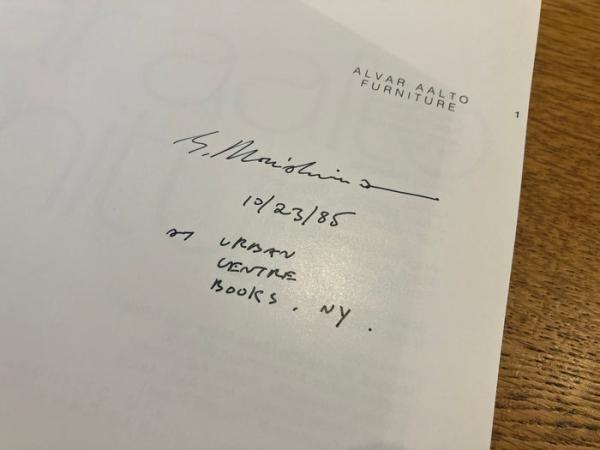 ALVAR AALTO
FURNITURE
1
10/23/85
AT URBAN
CENTRE
BOOKS, NY.